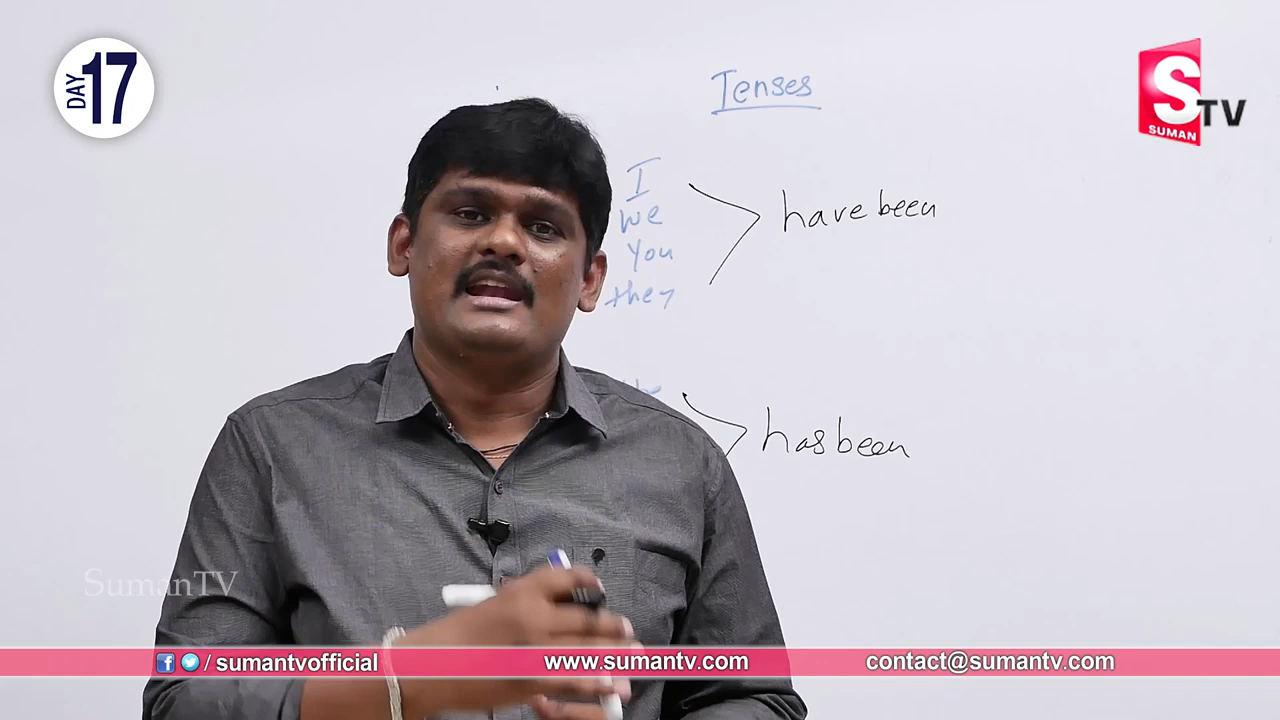 DAY 17
Tenses
S TV
SUMAN
I
We
You
they
have been
has been
SumanTV
/ sumantvofficial
www.sumantv.com
contact@sumantv.com